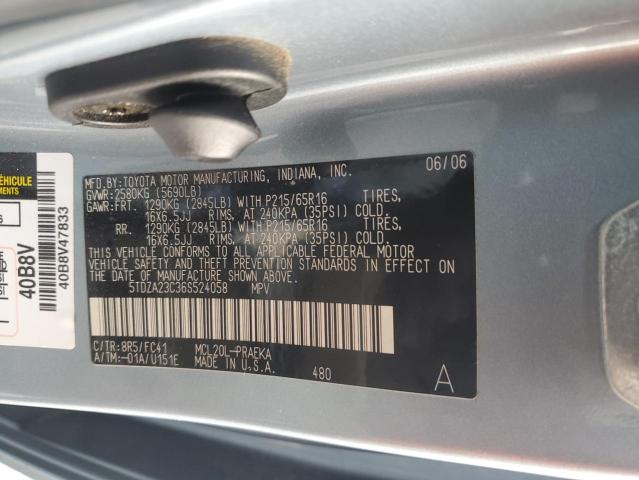 MFD.BY:TOYOTA MOTOR MANUFACTURING, INDIANA, INC. 06/06
GVWR:2580KG (5690LB)
GAWR:FRT. 1290KG (2845LB) WITH P215/65R16 TIRES,
16X6.5JJ RIMS, AT 240KPA (35PSI) COLD.
RR. 1290KG (2845LB) WITH P215/65R16 TIRES,
16X6.5JJ RIMS, AT 240KPA (35PSI) COLD.
THIS VEHICLE CONFORMS TO ALL APPLICABLE FEDERAL MOTOR
VEHICLE SAFETY AND THEFT PREVENTION STANDARDS IN EFFECT
ON THE DATE OF MANUFACTURE SHOWN ABOVE.
5TDZA23C36S524058 MPV
C/TR:8R5/FC41 MCL20L-PRAEKA
A/TM:-01A/U151E MADE IN U.S.A.
480 A
VÉHICULE
40B8V
40B8V47833